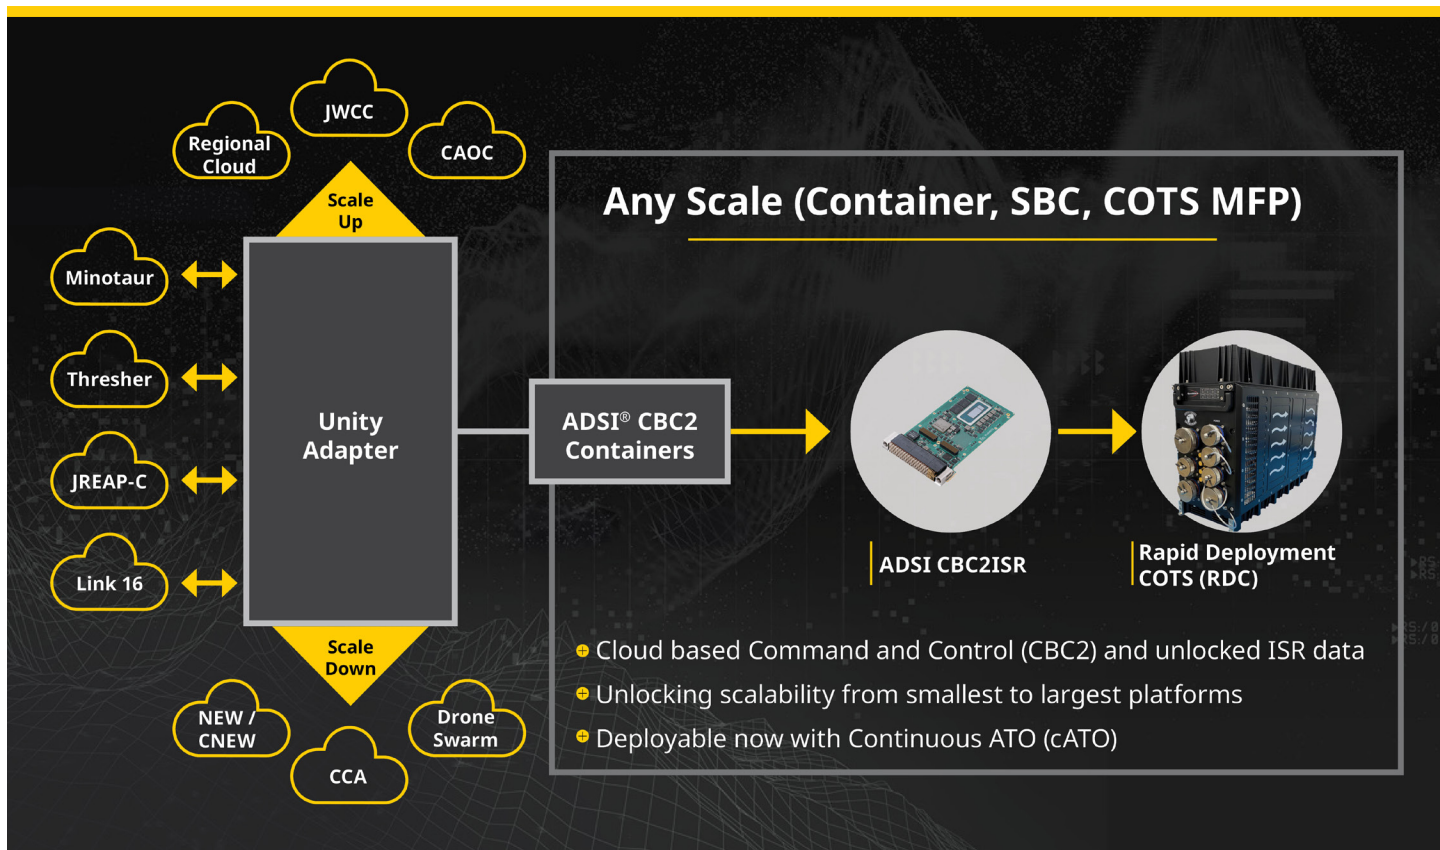 JWCC
Regional
Cloud
CAOC
Scale
Up
Any Scale (Container, SBC, COTS MFP)
Minotaur
Thresher
JREAP-C
Link 16
Unity
Adapter
ADSI® CBC2
Containers
ADSI CBC2ISR
Rapid Deployment
COTS (RDC)
Scale
Down
NEW /
CNEW
CCA
Drone
Swarm
Cloud based Command and Control (CBC2) and unlocked ISR data
Unlocking scalability from smallest to largest platforms
Deployable now with Continuous ATO (cATO)